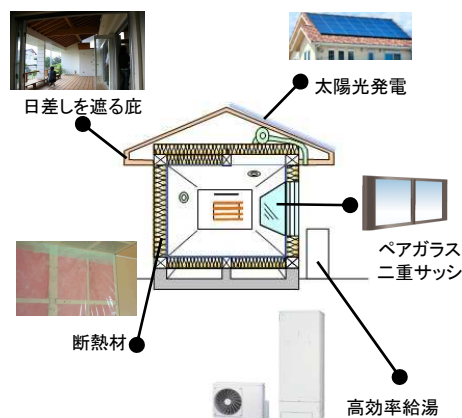 日差しを遮る庇
太陽光発電
ペアガラス
二重サッシ
断熱材
高効率給湯